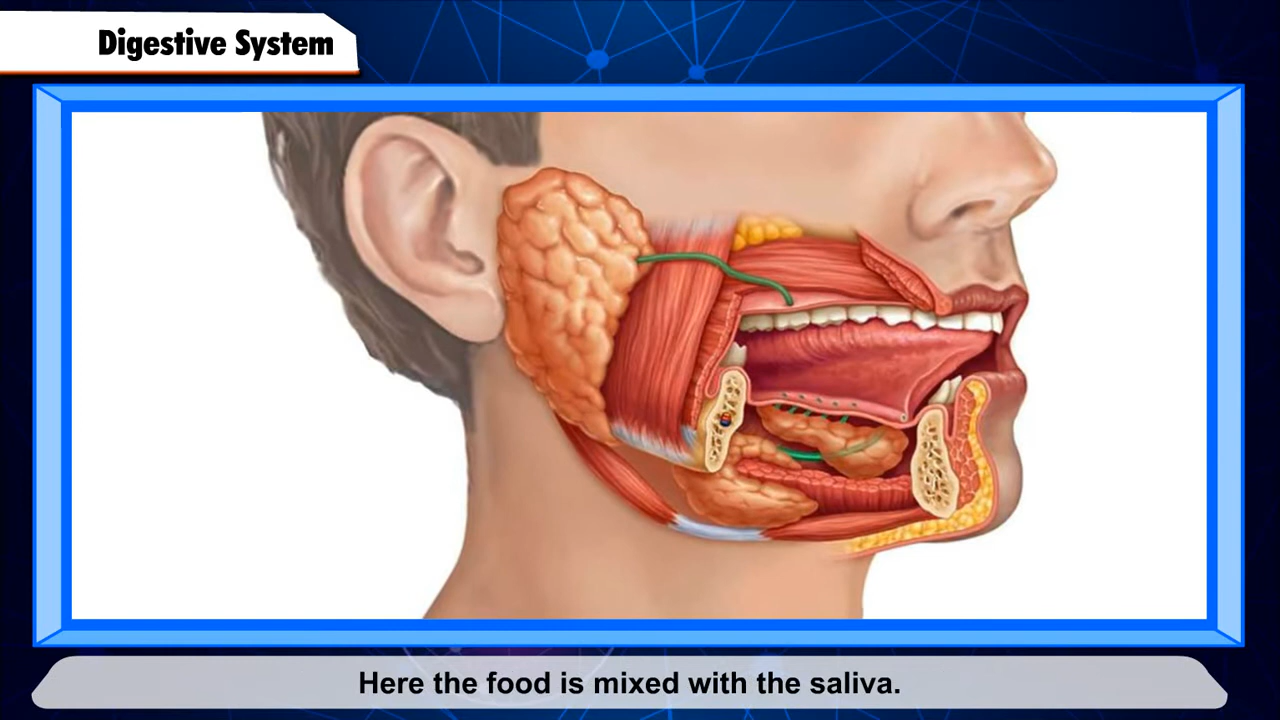 Digestive System
Here the food is mixed with the saliva.